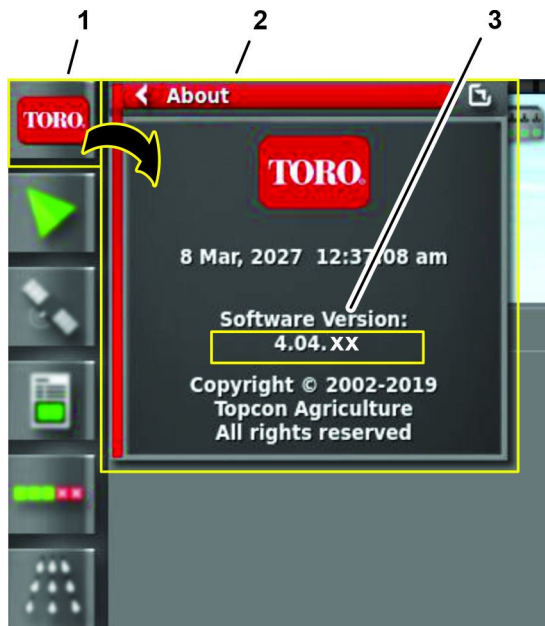 1 2 3
TORO.
About
TORO.
8 Mar, 2027 12:37:08 am
Software Version:
4.04.XX
Copyright © 2002-2019
Topcon Agriculture
All rights reserved